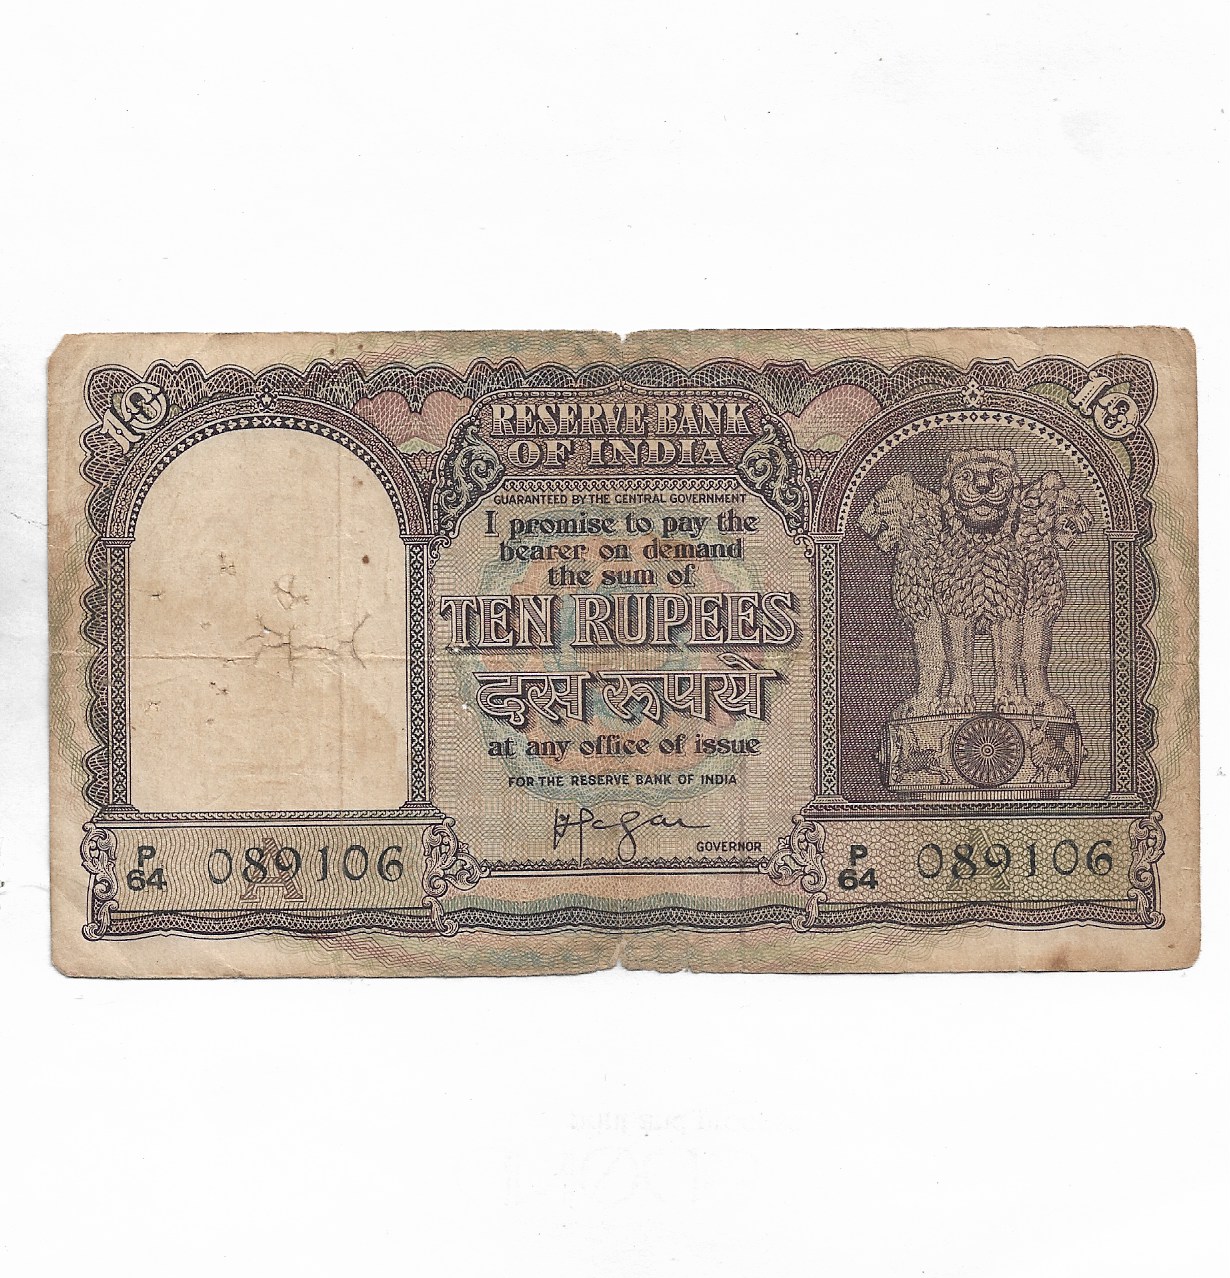 10
10
RESERVE BANK
OF INDIA
GUARANTEED BY THE CENTRAL GOVERNMENT
I promise to pay the
bearer on demand
the sum of
TEN RUPEES
दस रूपये
at any office of issue
FOR THE RESERVE BANK OF INDIA
GOVERNOR
P
64
A
089106
P
64
A
089106